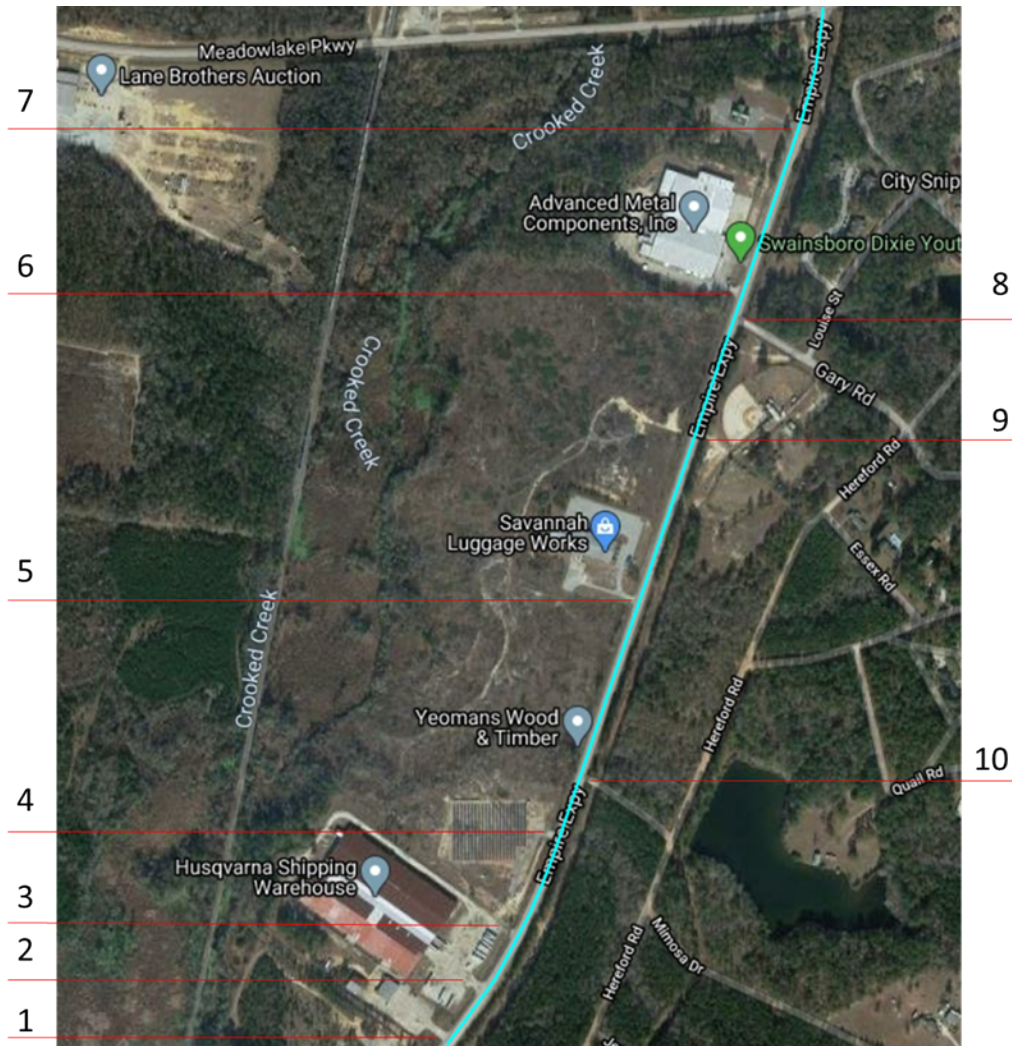 Meadowlake Pkwy
Lane Brothers Auction
Crooked Creek
Empire Expy
7
City Snip
Advanced Metal
Components, Inc
Swainsboro Dixie Yout
6
8
Louise St
Crooked Creek
Empire Expy
Gary Rd
9
Hereford Rd
Savannah
Luggage Works
Essex Rd
5
Crooked Creek
Hereford Rd
Yeomans Wood
& Timber
10
Quail Rd
4
Empire Expy
Husqvarna Shipping
Warehouse
3
Mimosa Dr
2
Hereford Rd
1